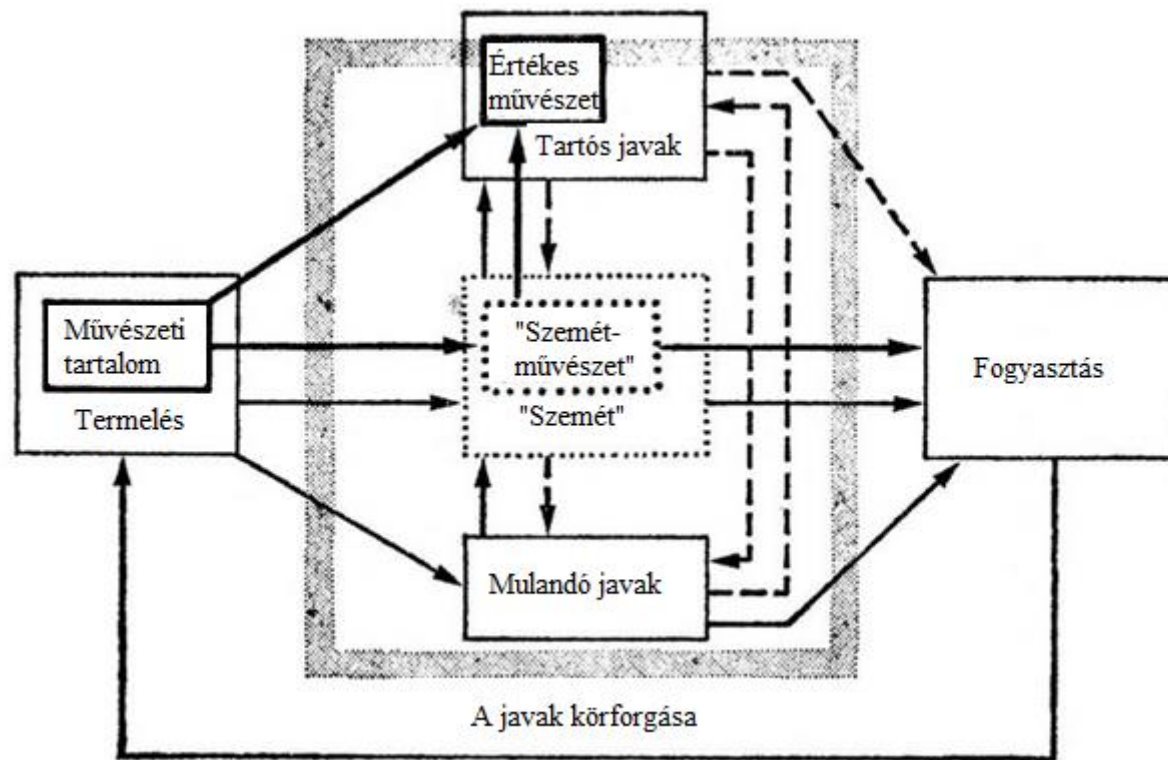 Értékes
művészet
Tartós javak
Művészeti
tartalom
Termelés
"Szemét-
művészet"
"Szemét"
Fogyasztás
Mulandó javak
A javak körforgása